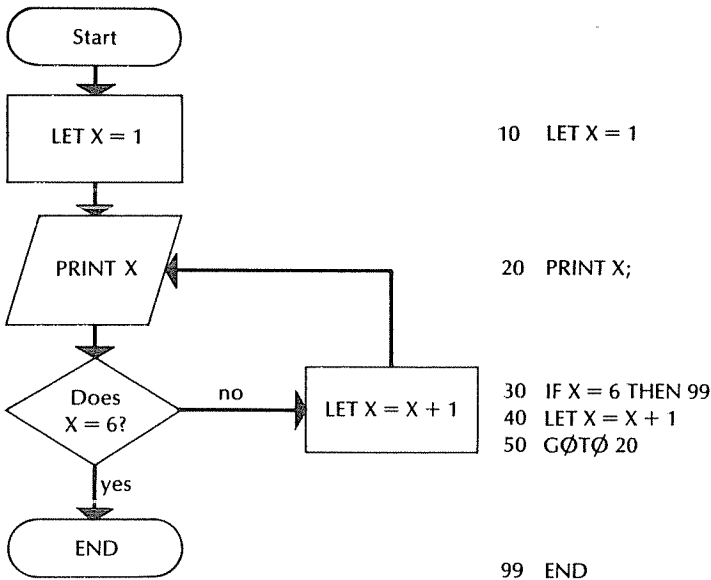 Start
LET X = 1
10 LET X = 1
PRINT X
20 PRINT X;
Does
X = 6?
no
LET X = X + 1
30 IF X = 6 THEN 99
40 LET X = X + 1
50 GØTØ 20
yes
END
99 END